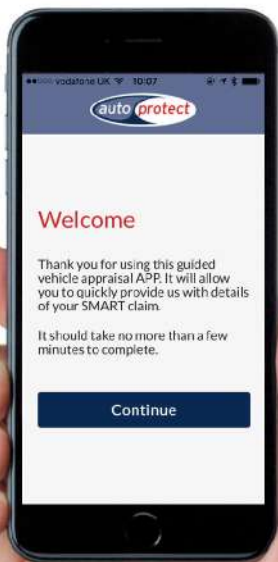 vodafone UK 10:07
auto protect
Welcome
Thank you for using this guided
vehicle appraisal APP. It will allow
you to quickly provide us with details
of your SMART claim.
It should take no more than a few
minutes to complete.
Continue